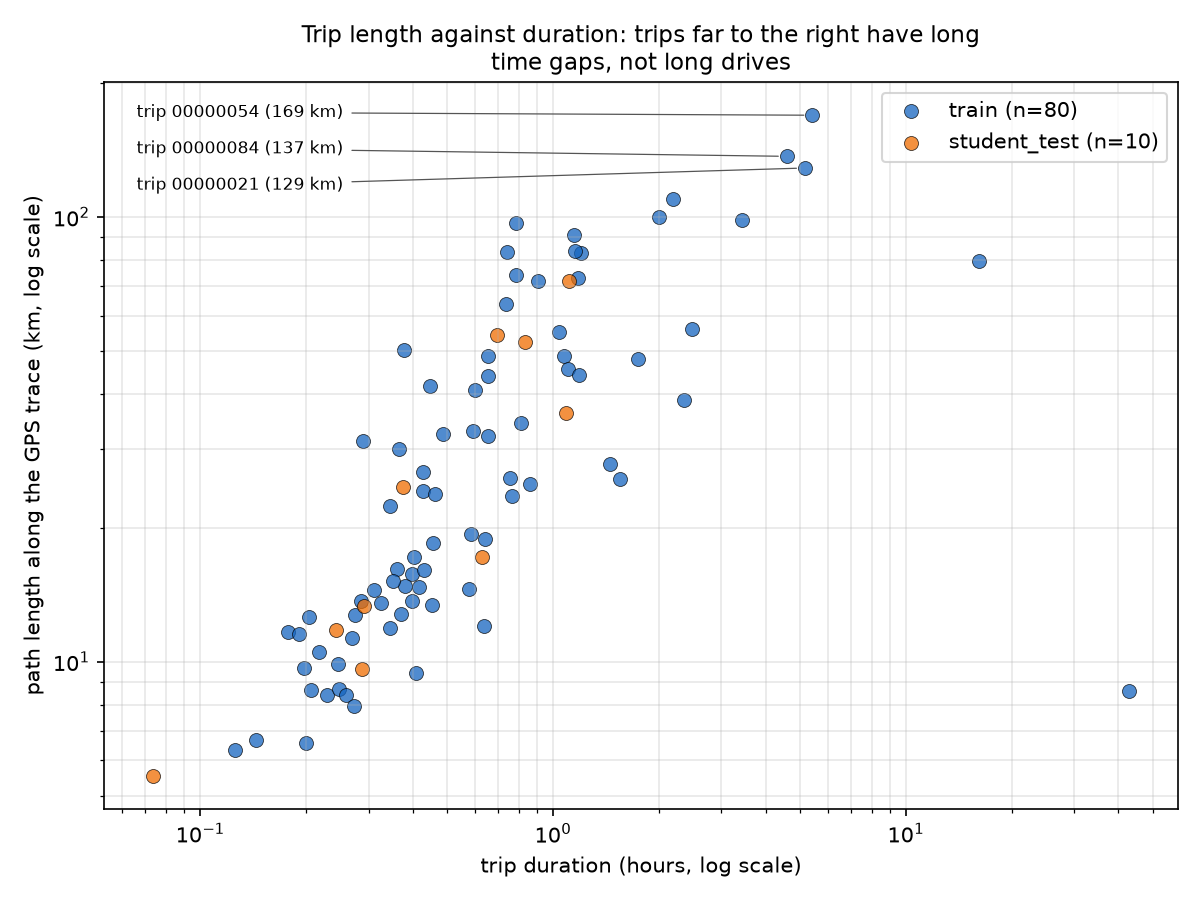 Trip length against duration: trips far to the right have long
time gaps, not long drives
trip 00000054 (169 km)
trip 00000084 (137 km)
trip 00000021 (129 km)
train (n=80)
student_test (n=10)
path length along the GPS trace (km, log scale)
10²
10¹
10⁻¹
10⁰
10¹
trip duration (hours, log scale)